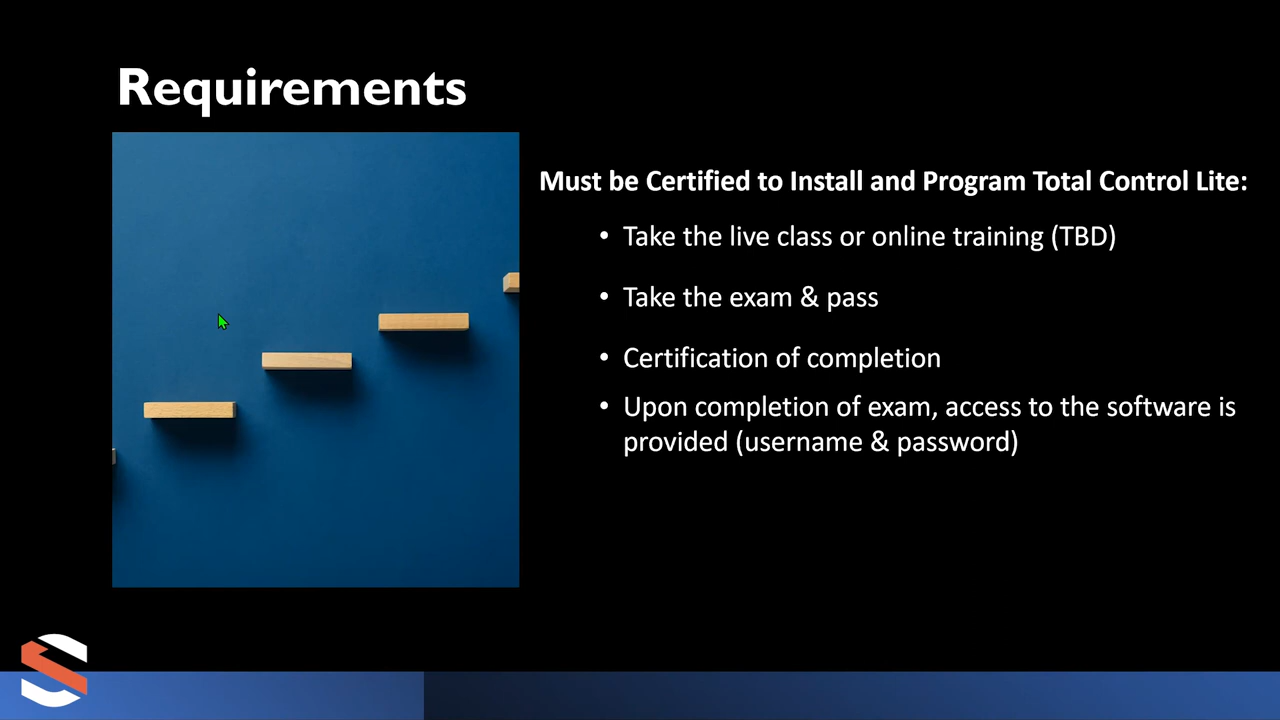 Requirements
Must be Certified to Install and Program Total Control Lite:
• Take the live class or online training (TBD)
• Take the exam & pass
• Certification of completion
• Upon completion of exam, access to the software is
provided (username & password)